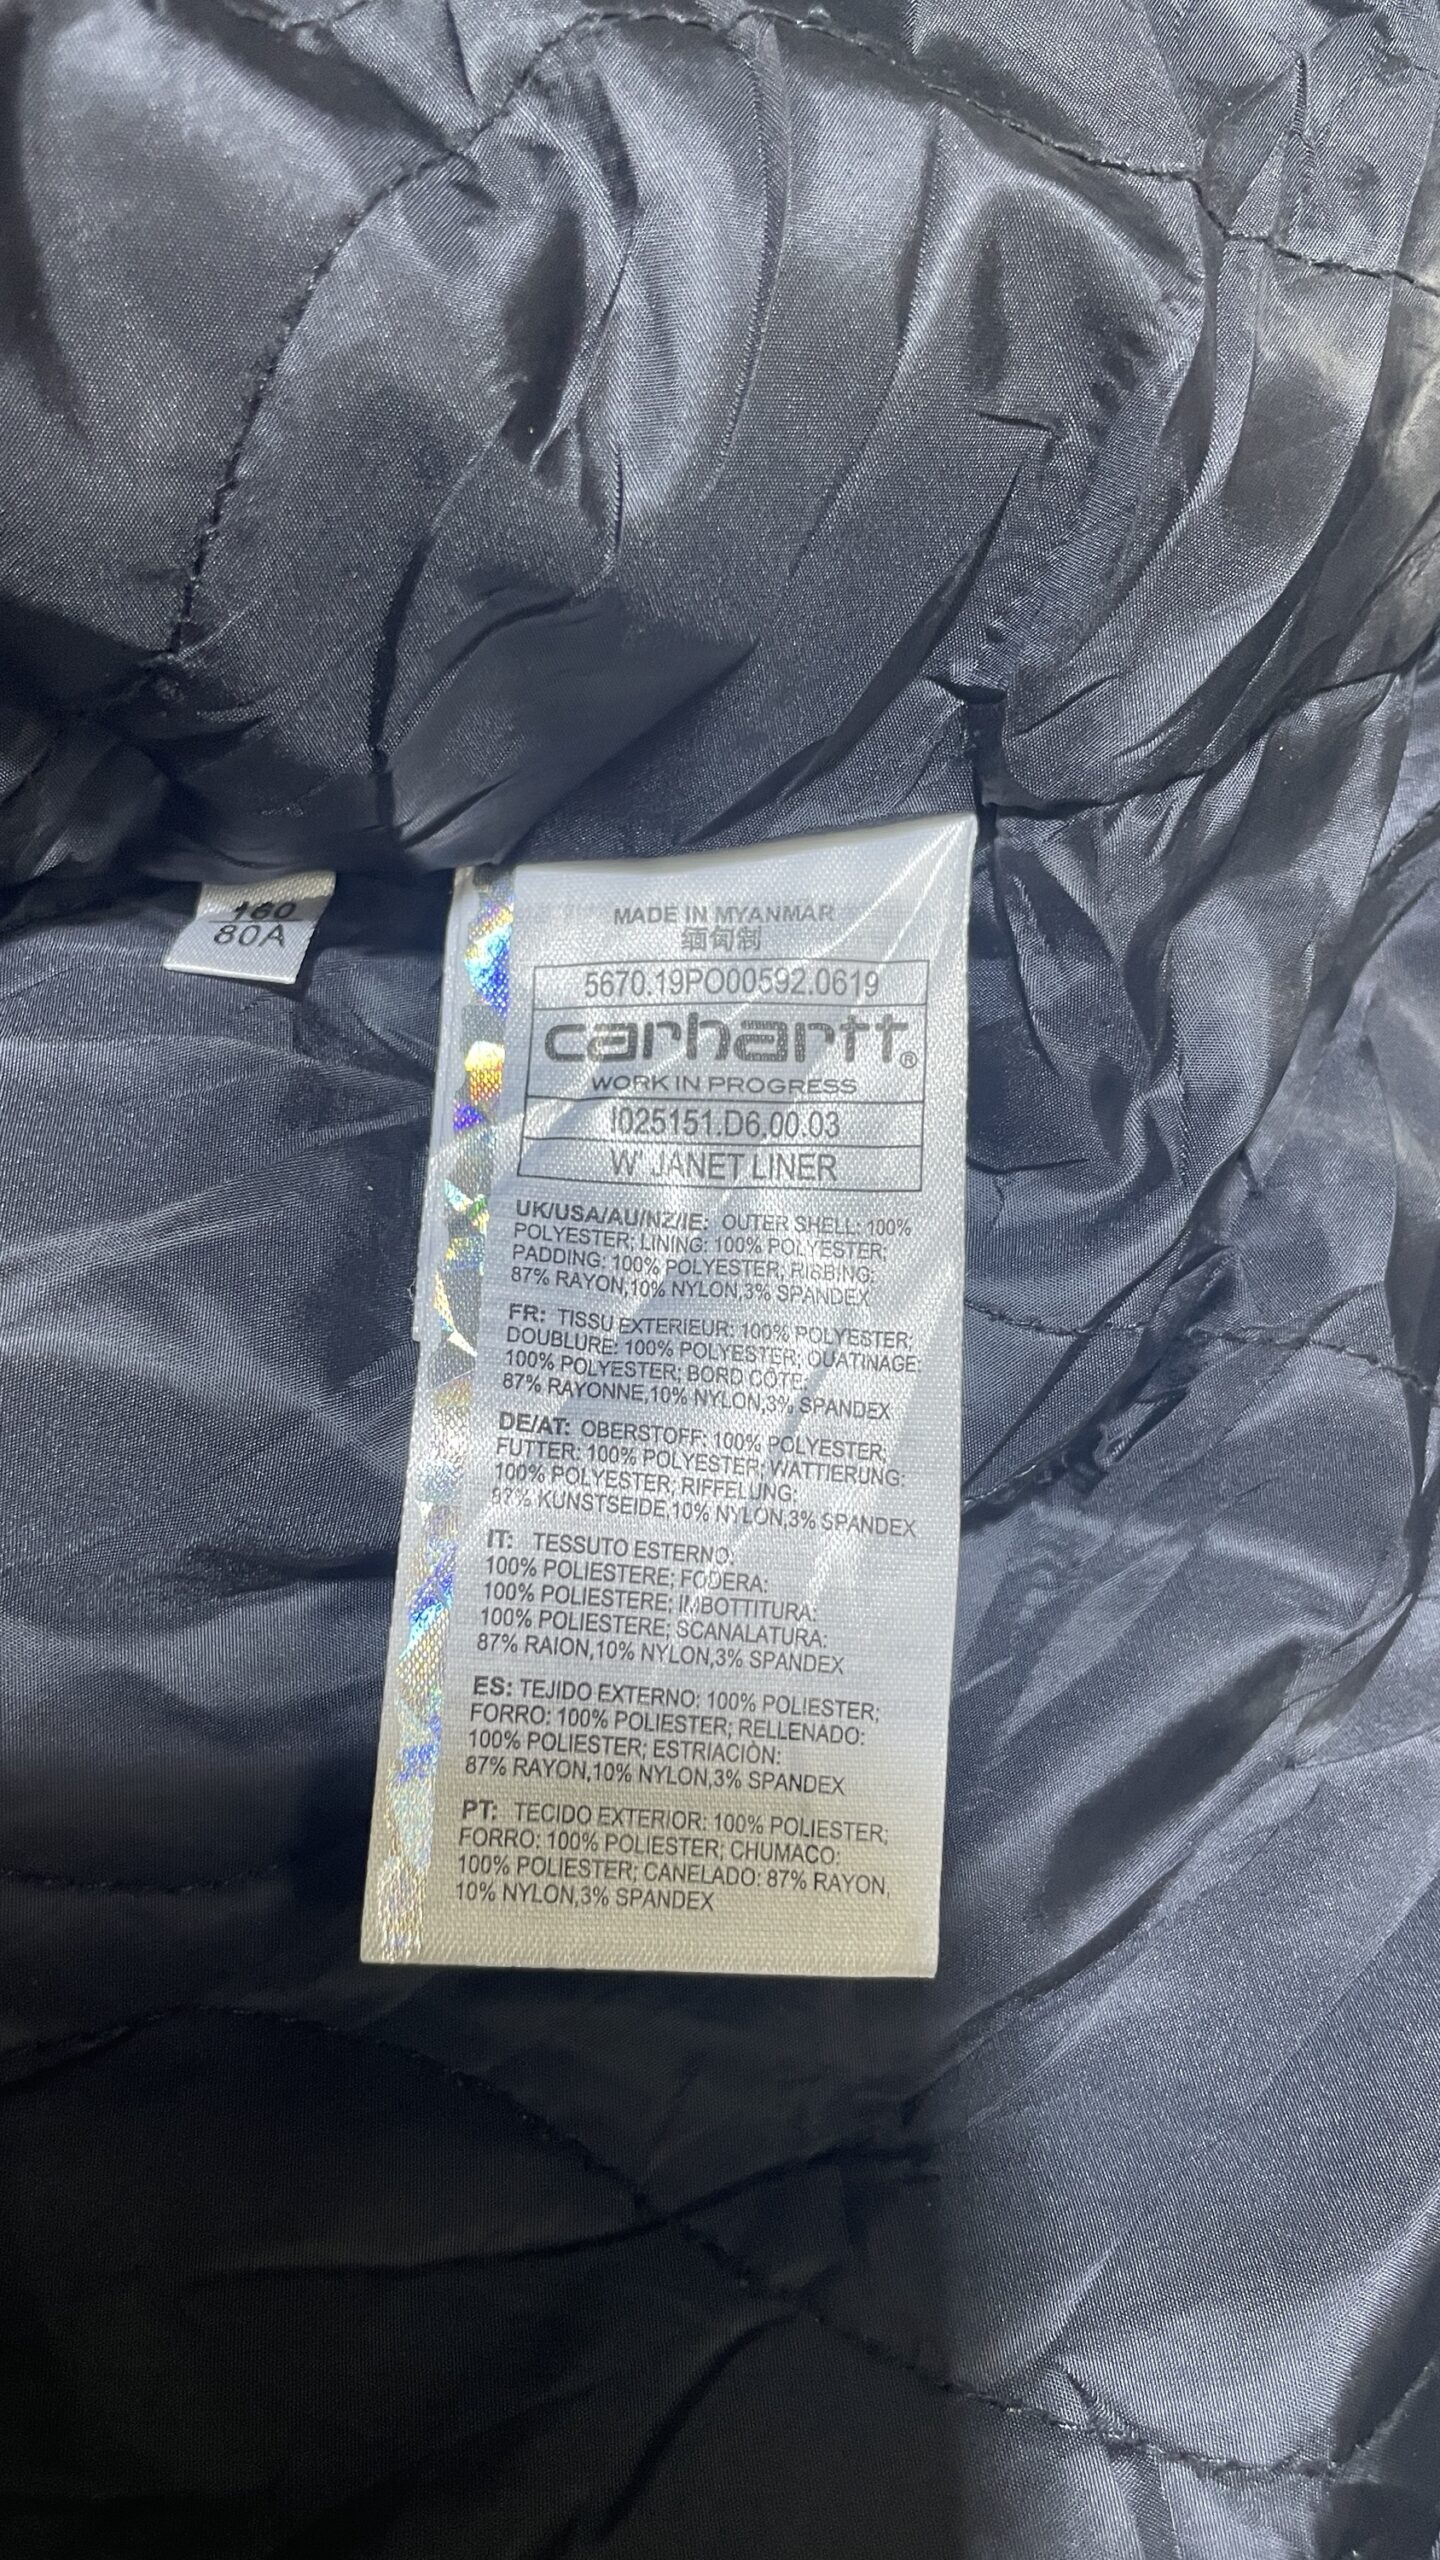 160
80A
MADE IN MYANMAR
缅甸制
5670.19PO00592.0619
carhartt®
WORK IN PROGRESS
I025151.D6.00.03
W' JANET LINER
UK/USA/AU/NZ/IE: OUTER SHELL: 100%
POLYESTER; LINING: 100% POLYESTER;
PADDING: 100% POLYESTER, RIBBING:
87% RAYON,10% NYLON,3% SPANDEX
FR: TISSU EXTERIEUR: 100% POLYESTER;
DOUBLURE: 100% POLYESTER; OUATINAGE:
100% POLYESTER; BORD CÔTE:
87% RAYONNE,10% NYLON,3% SPANDEX
DE/AT: OBERSTOFF: 100% POLYESTER,
FUTTER: 100% POLYESTER; WATTIERUNG:
100% POLYESTER; RIFFELUNG:
87% KUNSTSEIDE,10% NYLON,3% SPANDEX
IT: TESSUTO ESTERNO:
100% POLIESTERE; FODERA:
100% POLIESTERE; IMBOTTITURA:
100% POLIESTERE; SCANALATURA:
87% RAION,10% NYLON,3% SPANDEX
ES: TEJIDO EXTERNO: 100% POLIESTER;
FORRO: 100% POLIESTER; RELLENADO:
100% POLIESTER; ESTRIACIÒN:
87% RAYON,10% NYLON,3% SPANDEX
PT: TECIDO EXTERIOR: 100% POLIESTER;
FORRO: 100% POLIESTER; CHUMACO:
100% POLIESTER; CANELADO: 87% RAYON,
10% NYLON,3% SPANDEX